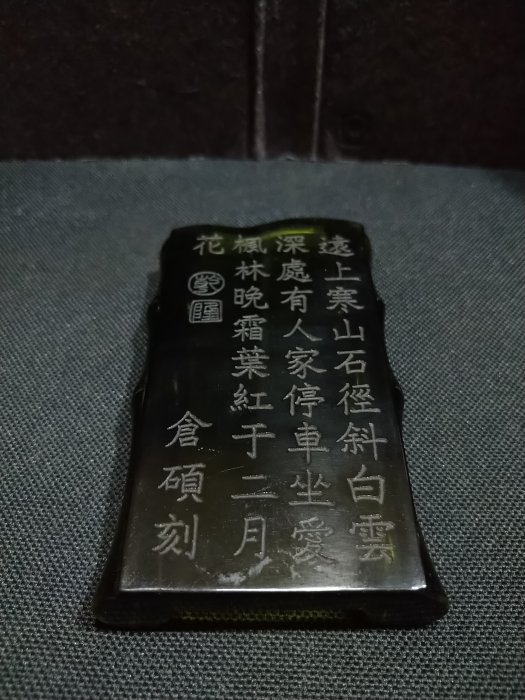 遠上寒山石徑斜白雲
深處有人家停車坐愛
楓林晚霜葉紅于二月
花
倉碩刻